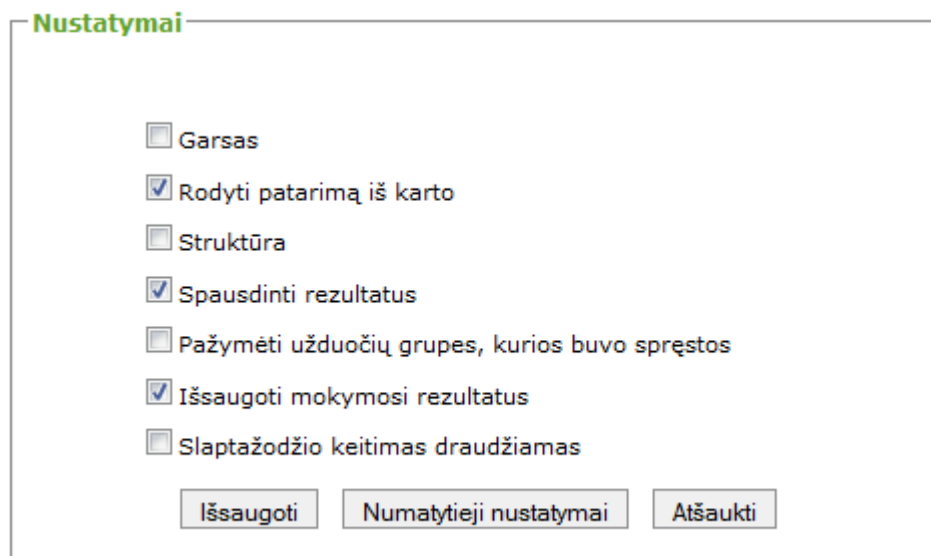 Nustatymai
Garsas
Rodyti patarimą iš karto
Struktūra
Spausdinti rezultatus
Pažymėti užduočių grupes, kurios buvo spręstos
Išsaugoti mokymosi rezultatus
Slaptažodžio keitimas draudžiamas
Išsaugoti Numatytieji nustatymai Atšaukti